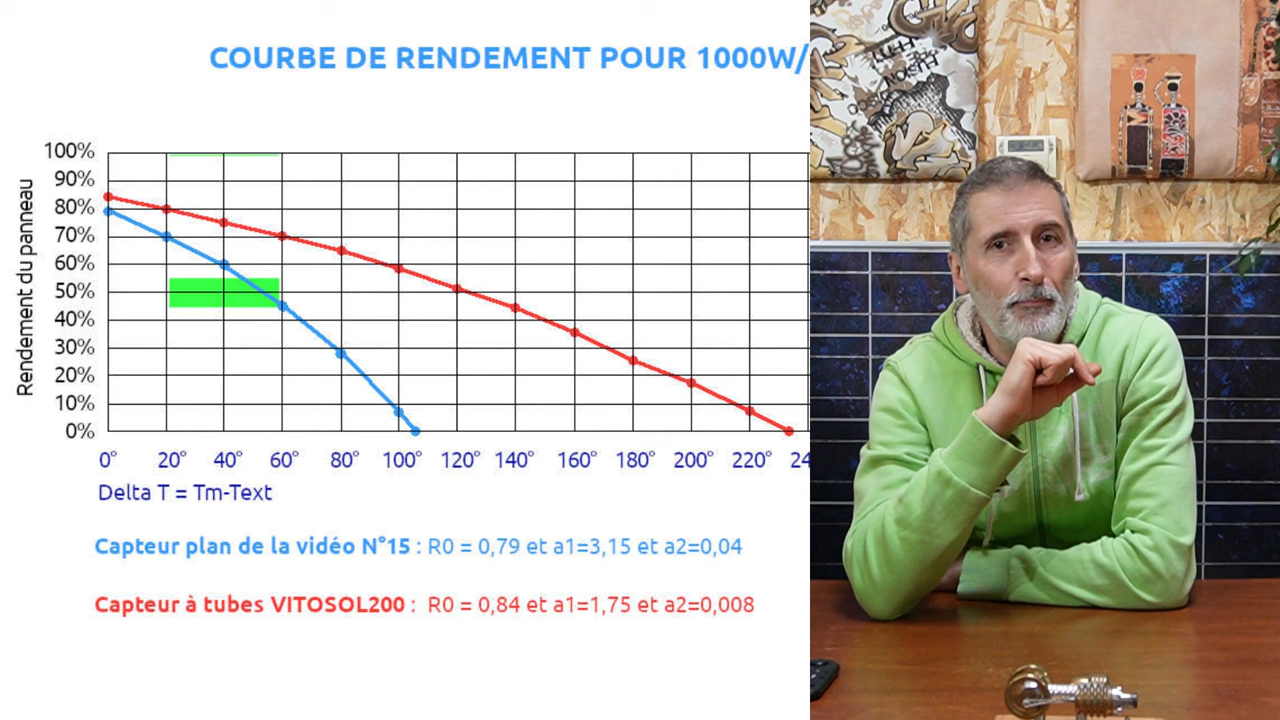 COURBE DE RENDEMENT POUR 1000W/
100%
90%
80%
70%
60%
50%
40%
30%
20%
10%
0%
Rendement du panneau
0° 20° 40° 60° 80° 100° 120° 140° 160° 180° 200° 220° 24
Delta T = Tm-Text
Capteur plan de la vidéo N°15 : R0 = 0,79 et a1=3,15 et a2=0,04
Capteur à tubes VITOSOL200 : R0 = 0,84 et a1=1,75 et a2=0,008